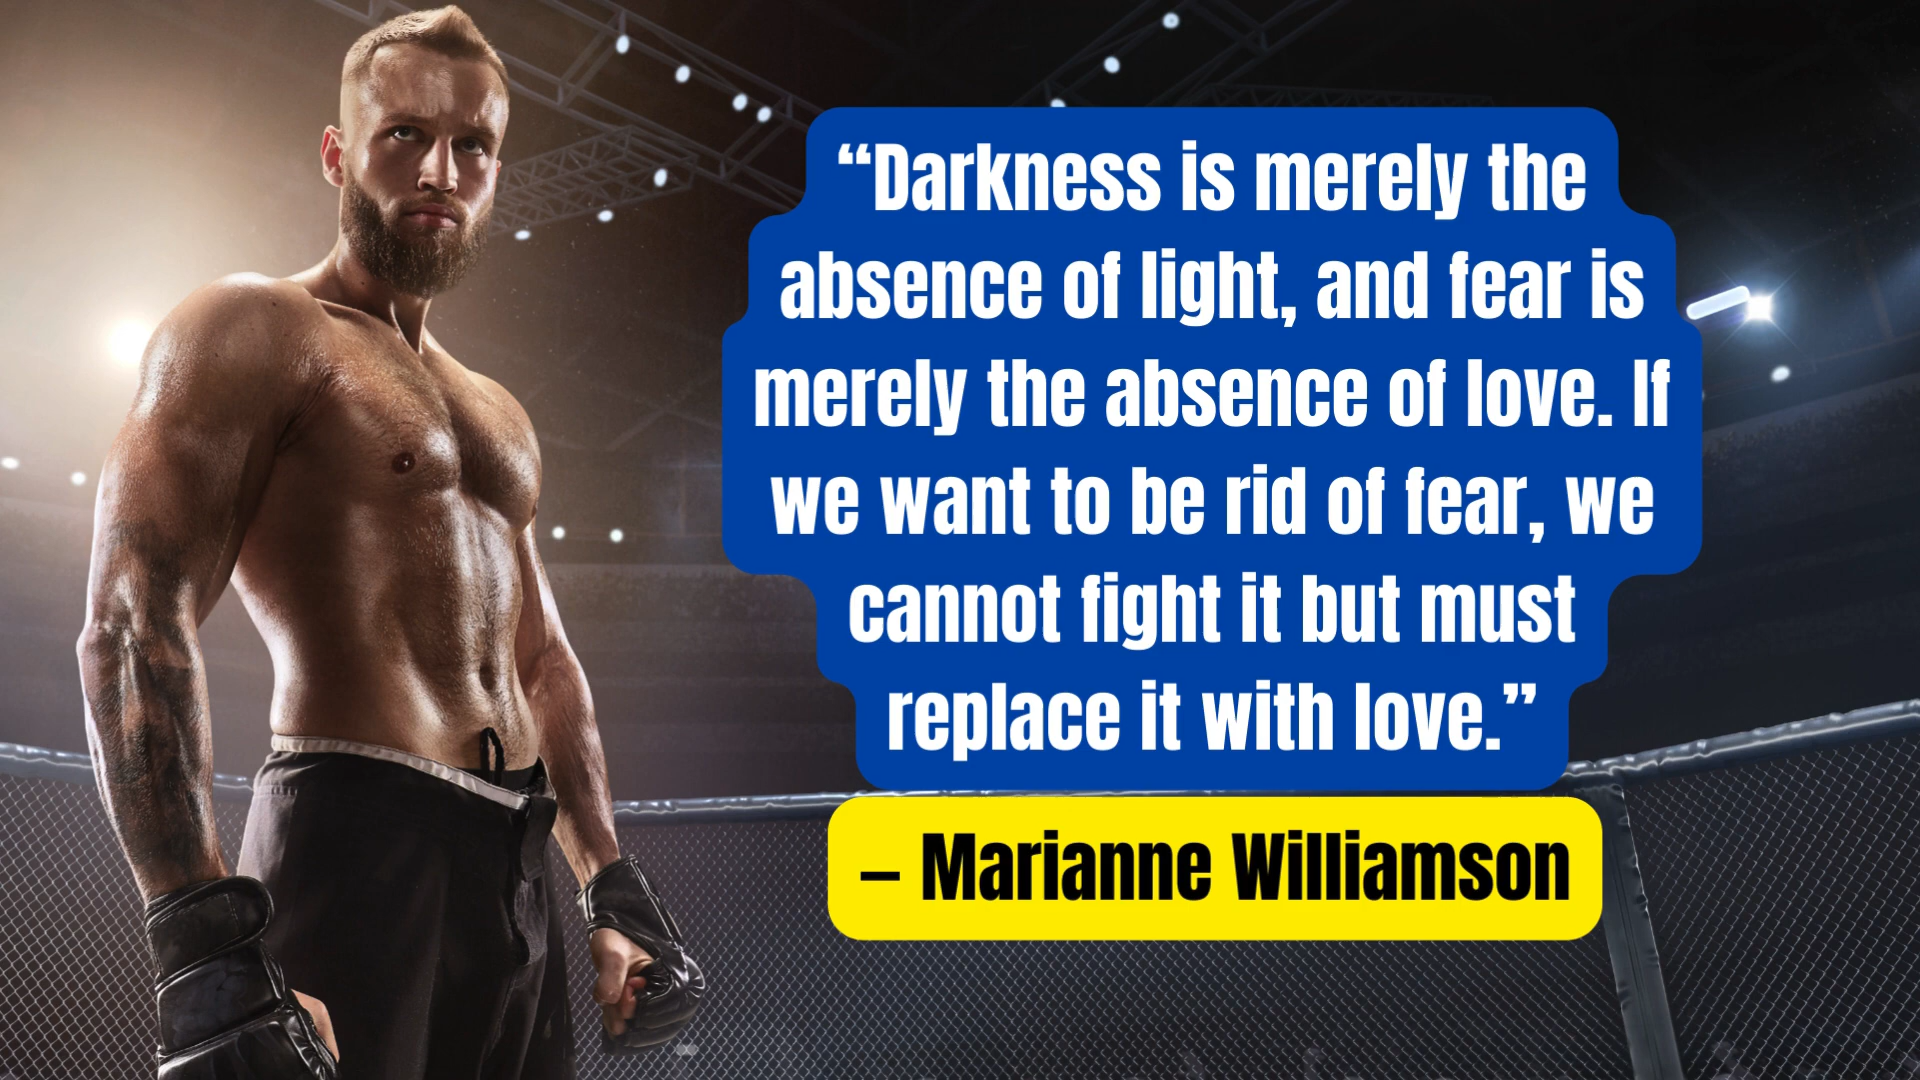 “Darkness is merely the
absence of light, and fear is
merely the absence of love. If
we want to be rid of fear, we
cannot fight it but must
replace it with love.”
– Marianne Williamson